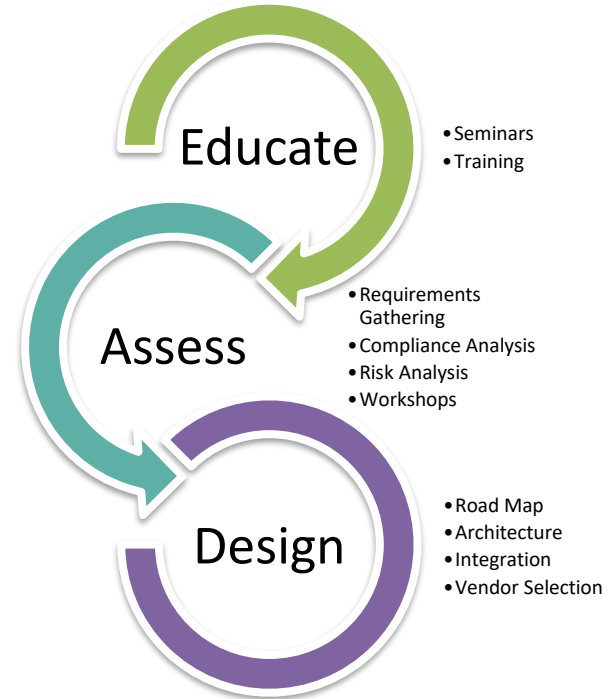 Educate
•Seminars
•Training
Assess
•Requirements
Gathering
•Compliance Analysis
•Risk Analysis
•Workshops
Design
•Road Map
•Architecture
•Integration
•Vendor Selection